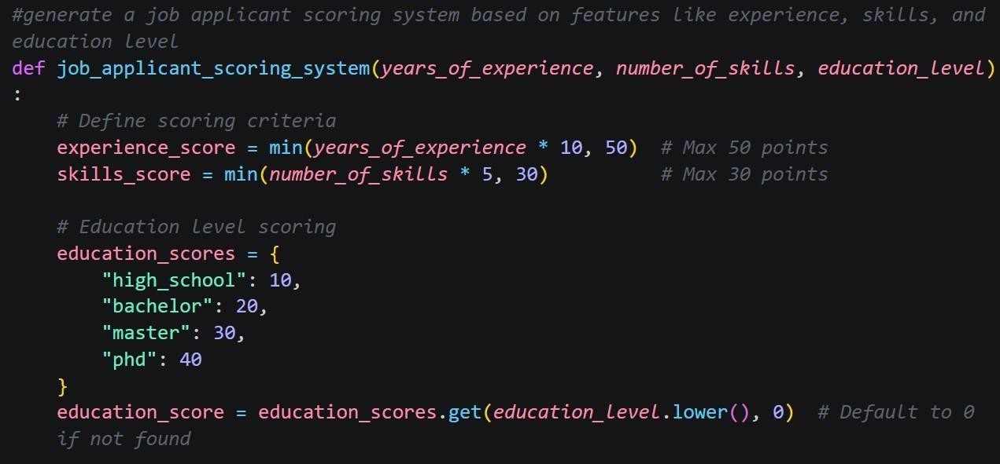 #generate a job applicant scoring system based on features like experience, skills, and
education level
def job_applicant_scoring_system(years_of_experience, number_of_skills, education_level)
:
    # Define scoring criteria
    experience_score = min(years_of_experience * 10, 50)  # Max 50 points
    skills_score = min(number_of_skills * 5, 30)          # Max 30 points

    # Education level scoring
    education_scores = {
        "high_school": 10,
        "bachelor": 20,
        "master": 30,
        "phd": 40
    }
    education_score = education_scores.get(education_level.lower(), 0)  # Default to 0
    if not found